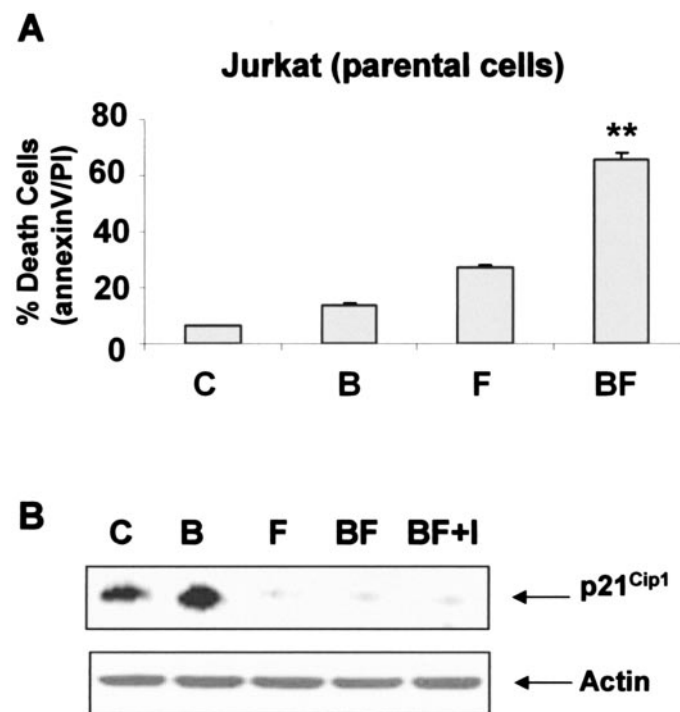 A
Jurkat (parental cells)
% Death Cells
(annexinV/PI)
80
60
40
20
0
**
C B F BF
B
C B F BF BF+I
p21Cip1
Actin